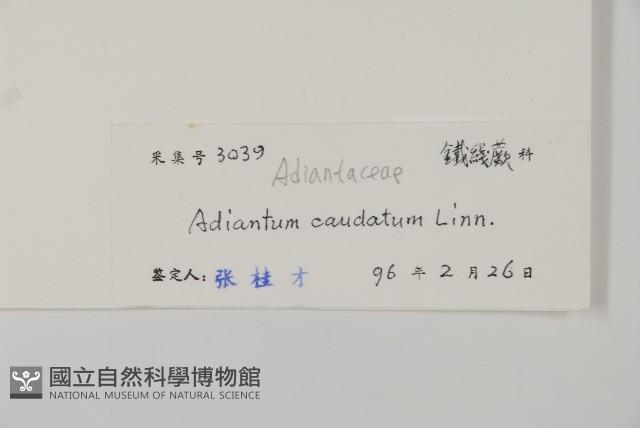 采集号 3039 鐵綫蕨 科
Adiantaceae
Adiantum caudatum Linn.
鉴定人: 张桂才 96 年 2 月 26 日
國立自然科學博物館
NATIONAL MUSEUM OF NATURAL SCIENCE